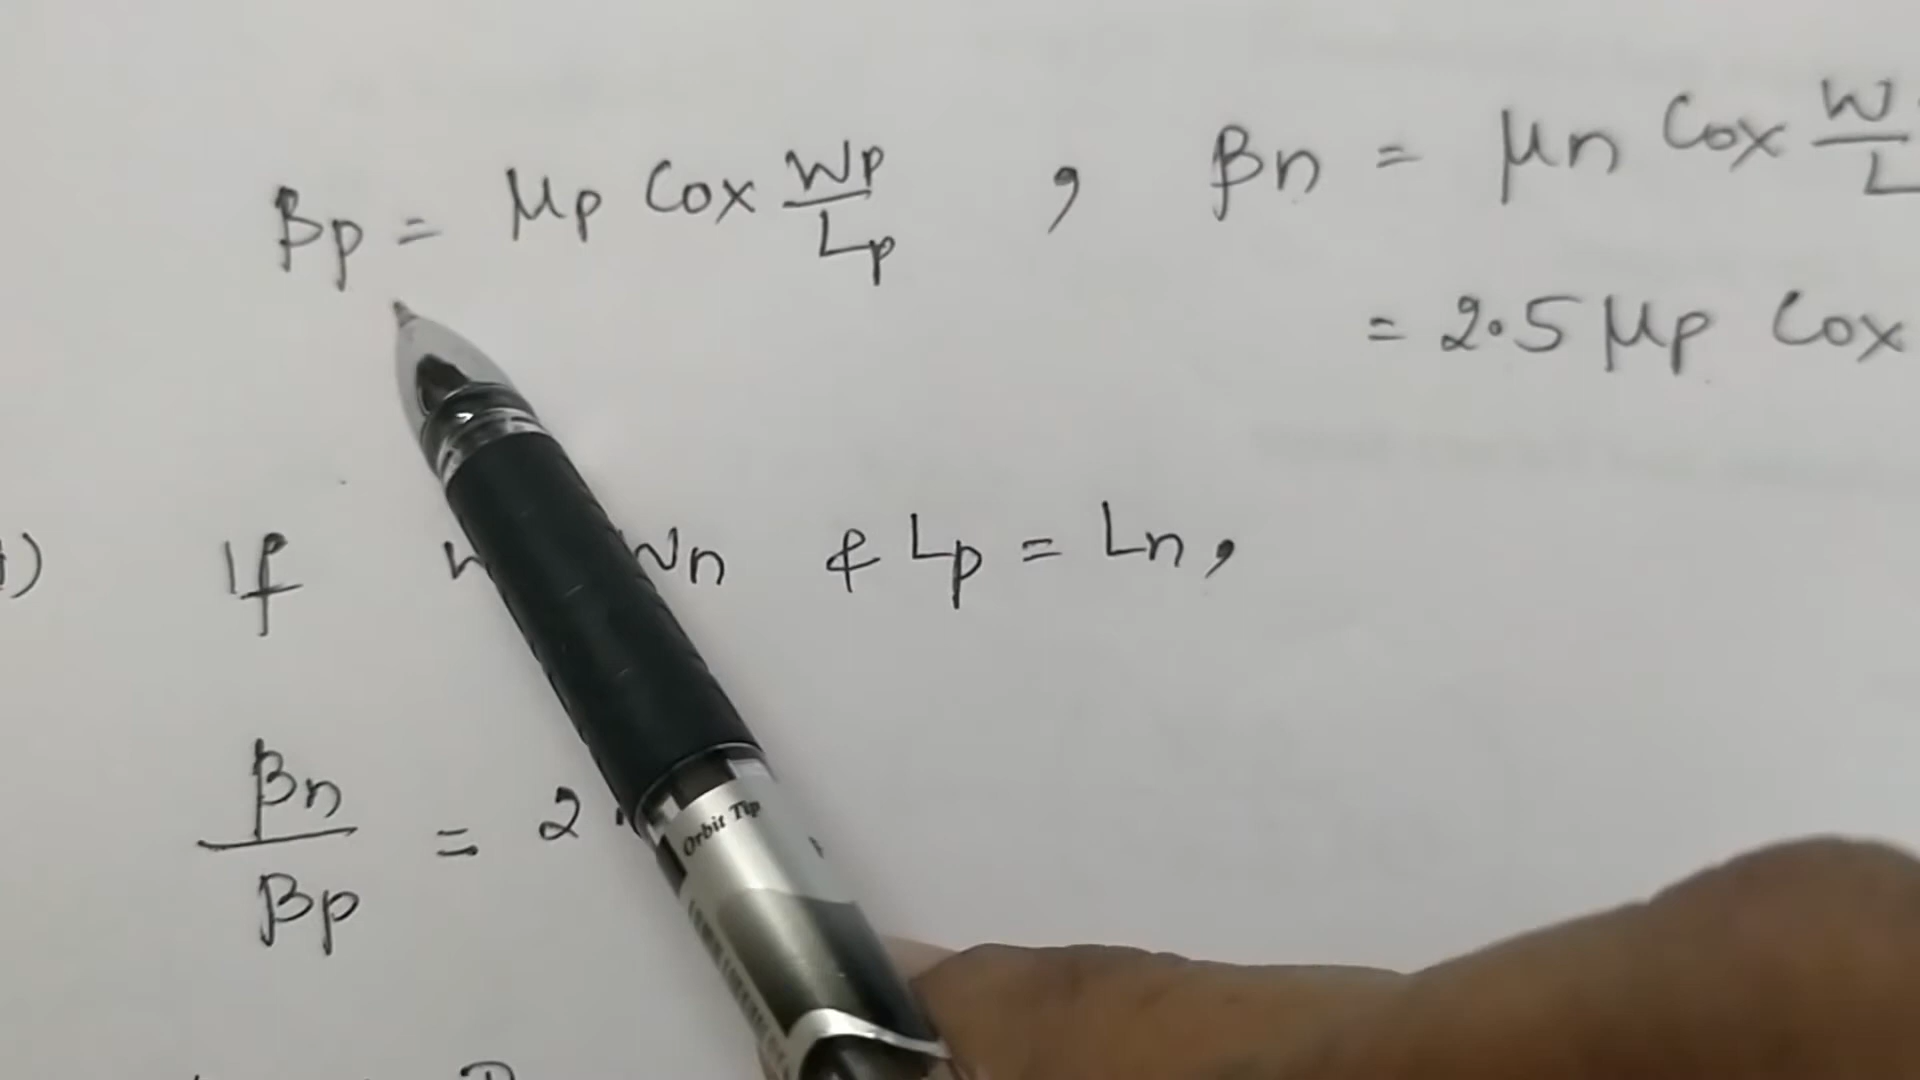 βp = μp Cox Wp/Lp , βn = μn Cox W/L
= 2.5 μp Cox
If Wn & Lp = Ln,
βn/βp = 2.
Orbit Tip